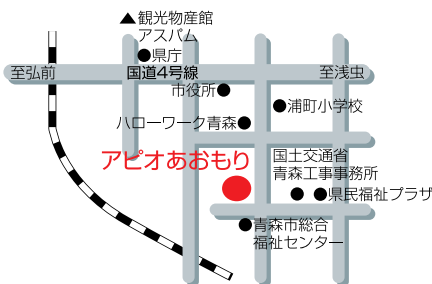 ▲観光物産館
アスパム
●県庁
至弘前
国道4号線
至浅虫
市役所●
●浦町小学校
ハローワーク青森●
アピオあおもり
国土交通省
青森工事事務所
●県民福祉プラザ
●青森市総合
福祉センター